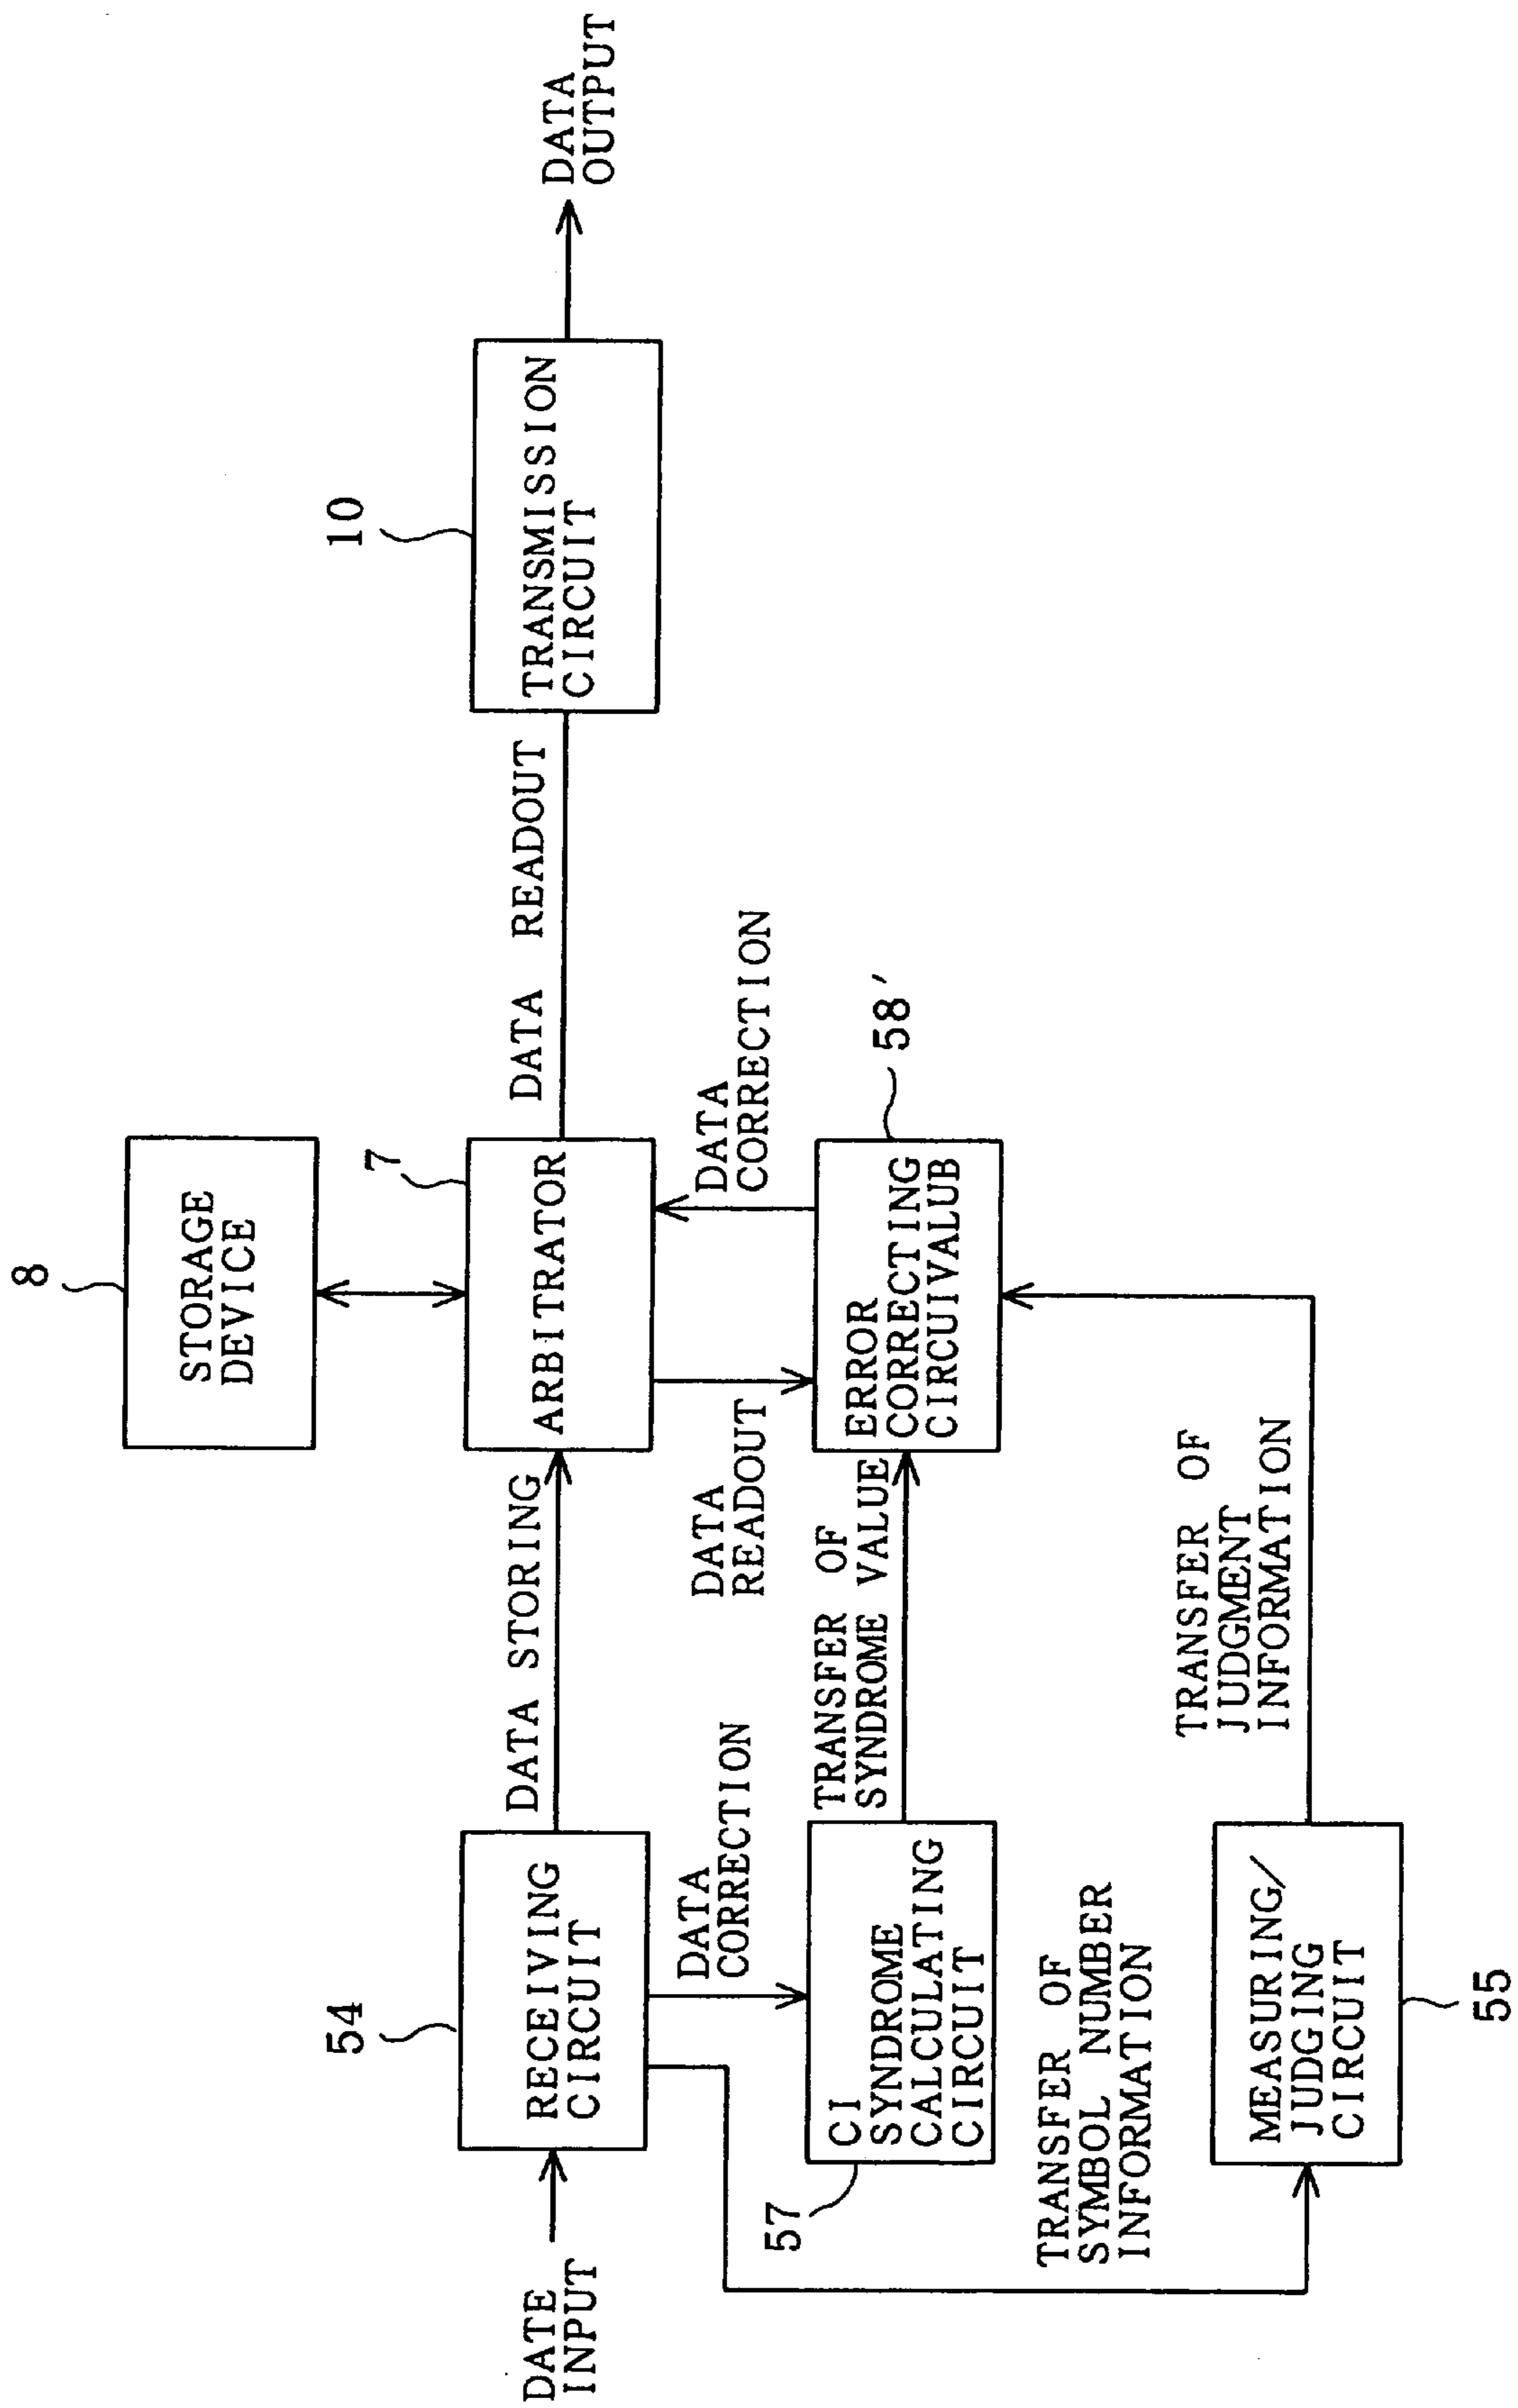 8
STORAGE
DEVICE
10
7
54
DATE
INPUT
RECEIVING
CIRCUIT
DATA STORING
ARBITRATOR
DATA READOUT
TRANSMISSION
CIRCUIT
DATA
OUTPUT
DATA
CORRECTION
DATA
READOUT
DATA
CORRECTION
57
CI
SYNDROME
CALCULATING
CIRCUIT
TRANSFER OF
SYNDROME VALUE
ERROR
CORRECTING
CIRCUIVALUB
58'
TRANSFER OF
SYMBOL NUMBER
INFORMATION
MEASURING/
JUDGING
CIRCUIT
55
TRANSFER OF
JUDGMENT
INFORMATION